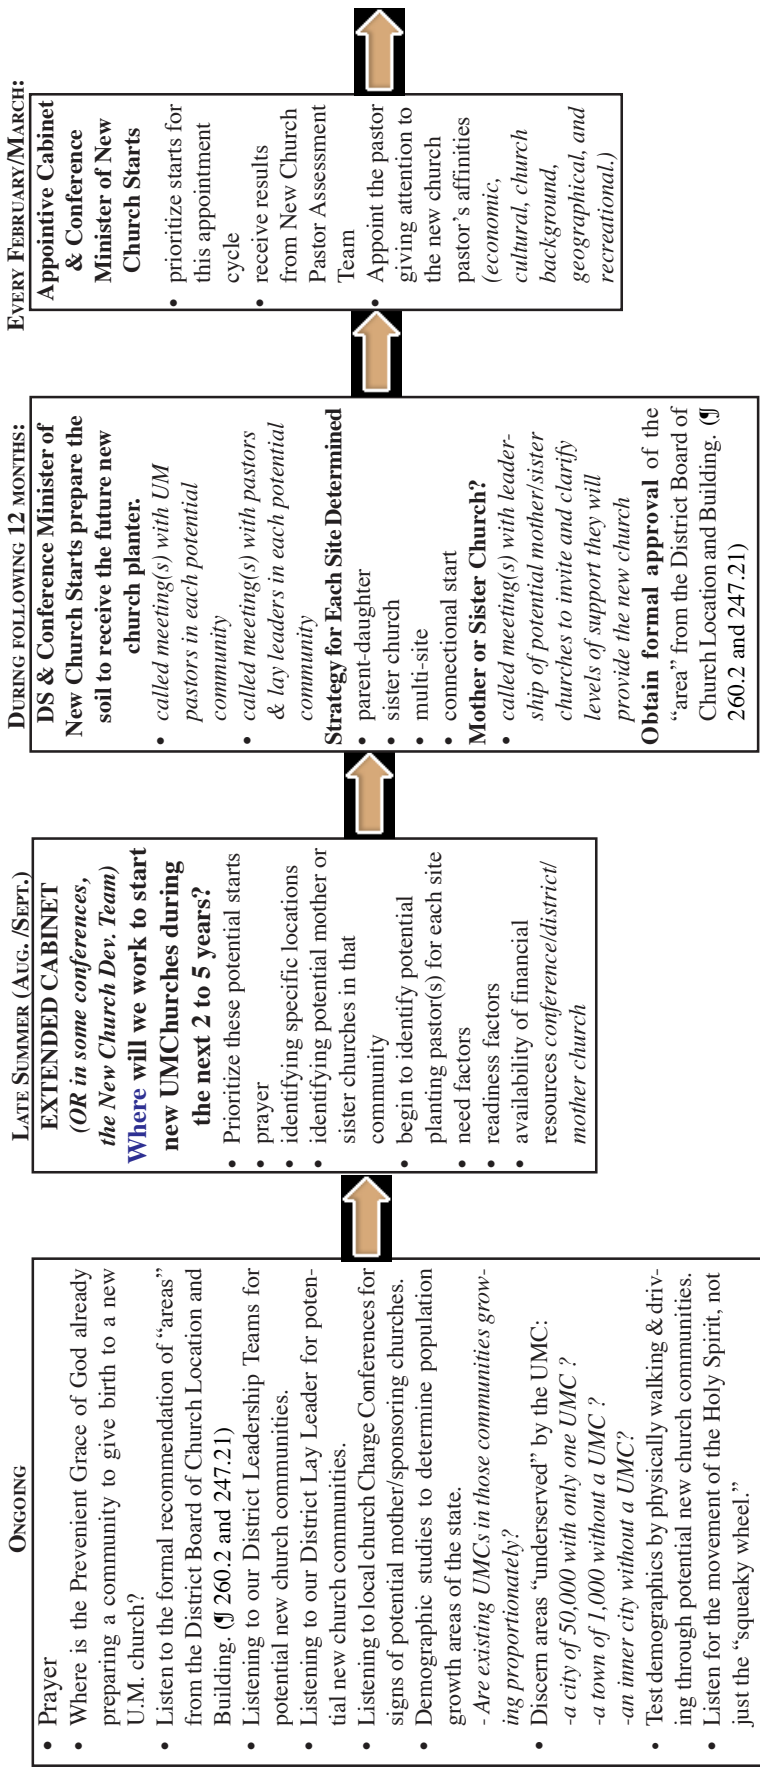 ONGOING
• Prayer
• Where is the Prevenient Grace of God already
preparing a community to give birth to a new
U.M. church?
• Listen to the formal recommendation of “areas”
from the District Board of Church Location and
Building. (¶ 260.2 and 247.21)
• Listening to our District Leadership Teams for
potential new church communities.
• Listening to our District Lay Leader for poten-
tial new church communities.
• Listening to local church Charge Conferences for
signs of potential mother/sponsoring churches.
• Demographic studies to determine population
growth areas of the state.
- Are existing UMCs in those communities grow-
ing proportionately?
• Discern areas “underserved” by the UMC:
-a city of 50,000 with only one UMC ?
-a town of 1,000 without a UMC ?
-an inner city without a UMC?
• Test demographics by physically walking & driv-
ing through potential new church communities.
• Listen for the movement of the Holy Spirit, not
just the “squeaky wheel.”
LATE SUMMER (AUG. /SEPT.)
EXTENDED CABINET
(OR in some conferences,
the New Church Dev. Team)
Where will we work to start
new UMChurches during
the next 2 to 5 years?
• Prioritize these potential starts
• prayer
• identifying specific locations
• identifying potential mother or
sister churches in that
community
• begin to identify potential
planting pastor(s) for each site
• need factors
• readiness factors
• availability of financial
resources conference/district/
mother church
DURING FOLLOWING 12 MONTHS:
DS & Conference Minister of
New Church Starts prepare the
soil to receive the future new
church planter.
• called meeting(s) with UM
pastors in each potential
community
• called meeting(s) with pastors
& lay leaders in each potential
community
Strategy for Each Site Determined
• parent-daughter
• sister church
• multi-site
• connectional start
Mother or Sister Church?
• called meeting(s) with leader-
ship of potential mother/sister
churches to invite and clarify
levels of support they will
provide the new church
Obtain formal approval of the
“area” from the District Board of
Church Location and Building. (¶
260.2 and 247.21)
EVERY FEBRUARY/MARCH:
Appointive Cabinet
& Conference
Minister of New
Church Starts
• prioritize starts for
this appointment
cycle
• receive results
from New Church
Pastor Assessment
Team
• Appoint the pastor
giving attention to
the new church
pastor’s affinities
(economic,
cultural, church
background,
geographical, and
recreational.)